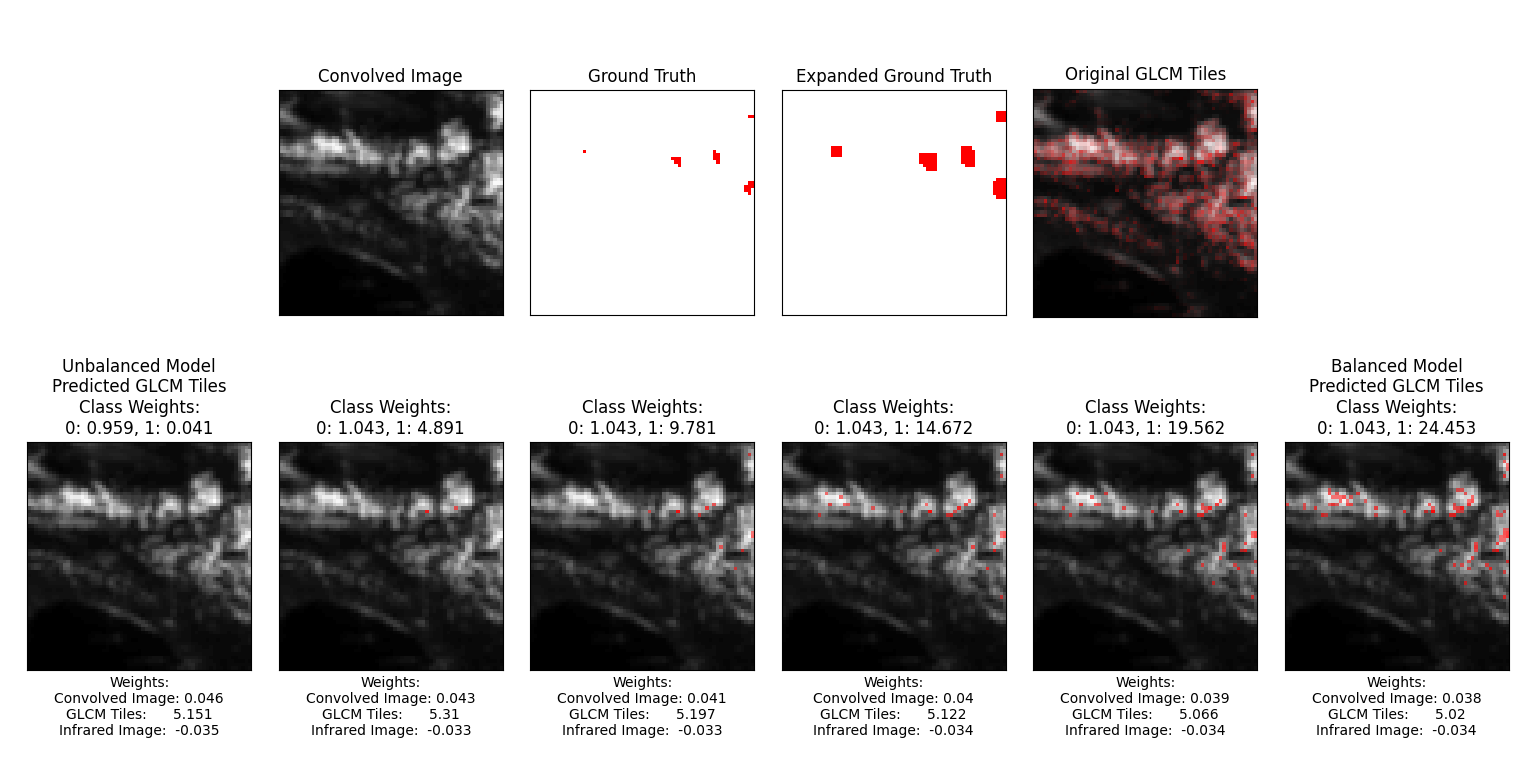 Convolved Image
Ground Truth
Expanded Ground Truth
Original GLCM Tiles
Unbalanced Model
Predicted GLCM Tiles
Class Weights:
0: 0.959, 1: 0.041
Class Weights:
0: 1.043, 1: 4.891
Class Weights:
0: 1.043, 1: 9.781
Class Weights:
0: 1.043, 1: 14.672
Class Weights:
0: 1.043, 1: 19.562
Balanced Model
Predicted GLCM Tiles
Class Weights:
0: 1.043, 1: 24.453
Weights:
Convolved Image: 0.046
GLCM Tiles: 5.151
Infrared Image: -0.035
Weights:
Convolved Image: 0.043
GLCM Tiles: 5.31
Infrared Image: -0.033
Weights:
Convolved Image: 0.041
GLCM Tiles: 5.197
Infrared Image: -0.033
Weights:
Convolved Image: 0.04
GLCM Tiles: 5.122
Infrared Image: -0.034
Weights:
Convolved Image: 0.039
GLCM Tiles: 5.066
Infrared Image: -0.034
Weights:
Convolved Image: 0.038
GLCM Tiles: 5.02
Infrared Image: -0.034